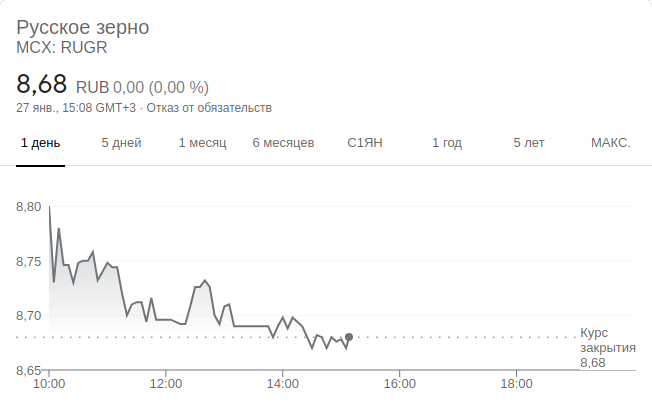 Русское зерно
MCX: RUGR
8,68 RUB 0,00 (0,00 %)
27 янв., 15:08 GMT+3 · Отказ от обязательств
1 день 5 дней 1 месяц 6 месяцев С1ЯН 1 год 5 лет МАКС.
8,80
8,75
8,70
8,65
Курс
закрытия
8,68
10:00 12:00 14:00 16:00 18:00